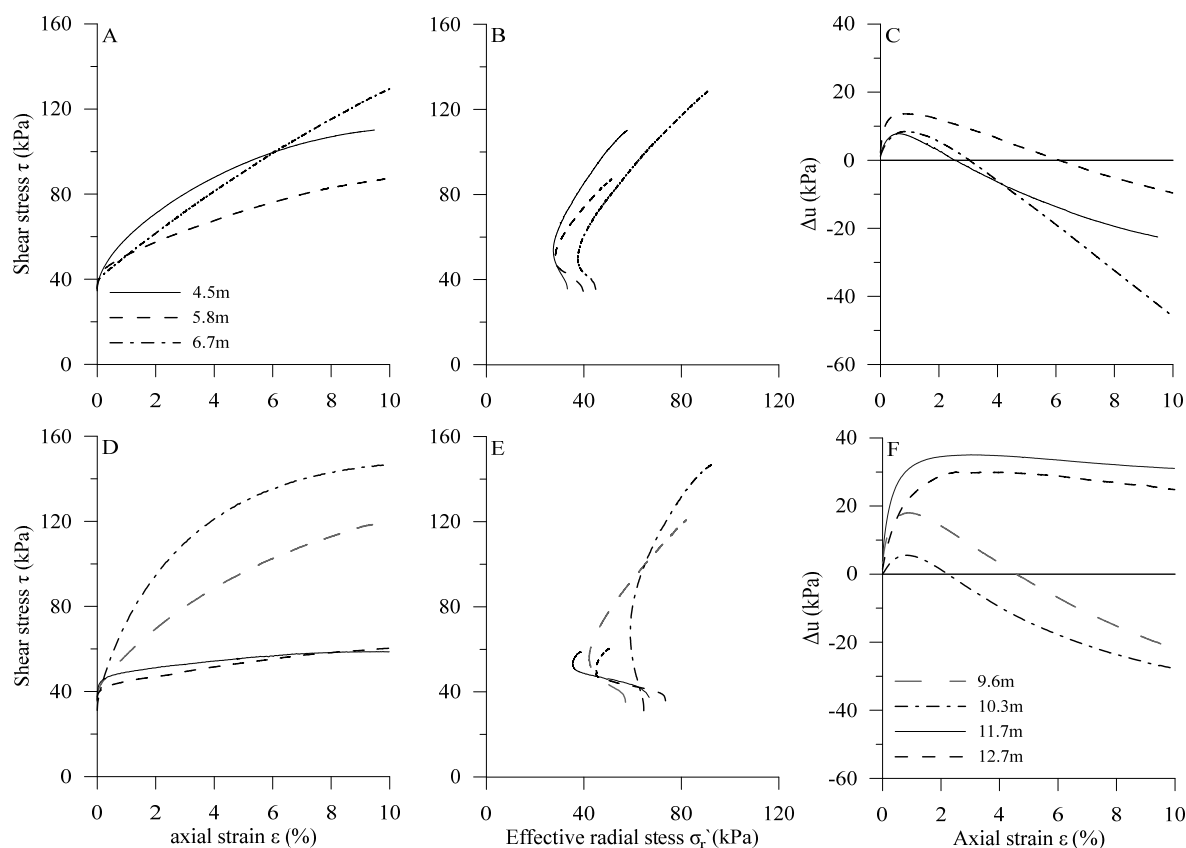 A
160
120
80
40
0
Shear stress τ (kPa)
4.5m
5.8m
6.7m
0 2 4 6 8 10
B
160
120
80
40
0
0 40 80 120
C
40
20
0
-20
-40
-60
Δu (kPa)
0 2 4 6 8 10
D
160
120
80
40
0
Shear stress τ (kPa)
0 2 4 6 8 10
axial strain ε (%)
E
160
120
80
40
0
0 40 80 120
Effective radial stess σr`(kPa)
F
40
20
0
-20
-40
-60
Δu (kPa)
9.6m
10.3m
11.7m
12.7m
0 2 4 6 8 10
Axial strain ε (%)